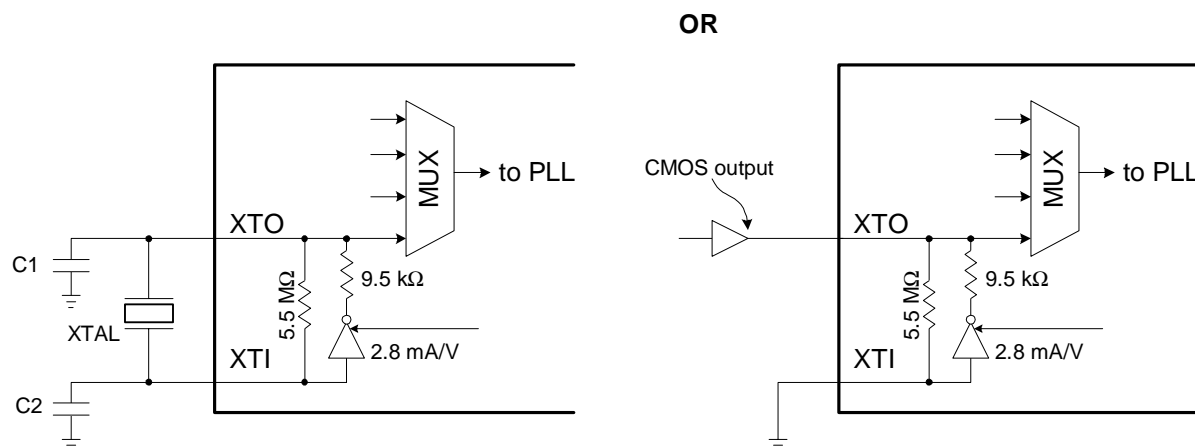 OR
MUX
to PLL
XTO
C1
9.5 kΩ
5.5 MΩ
XTAL
XTI
2.8 mA/V
C2
MUX
to PLL
CMOS output
XTO
9.5 kΩ
5.5 MΩ
XTI
2.8 mA/V